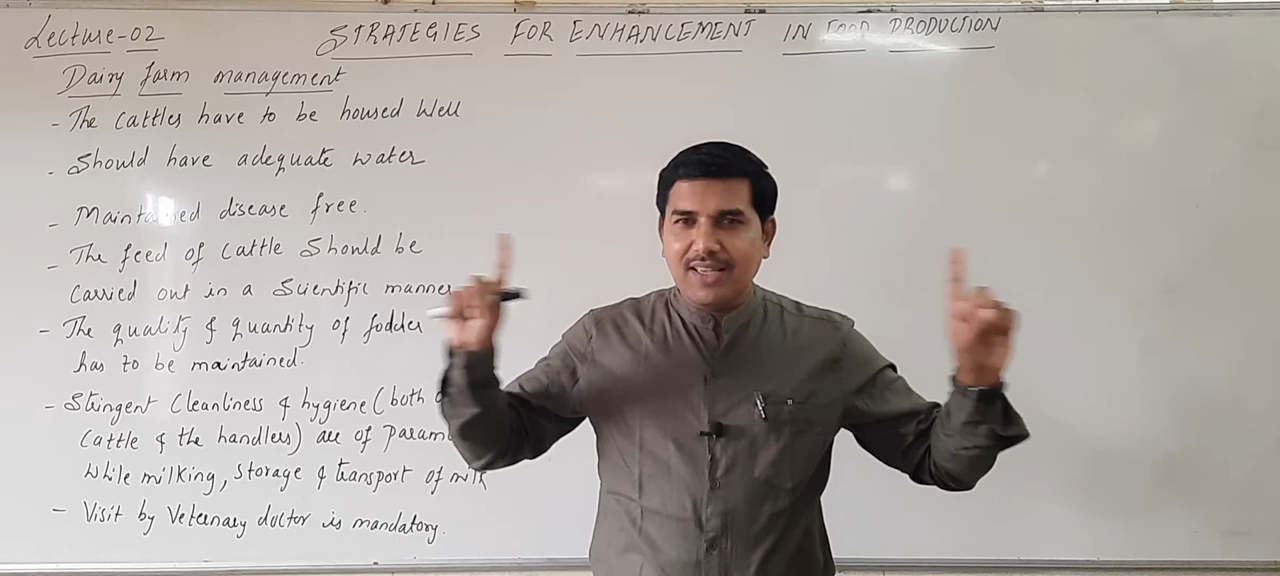 Lecture-02
STRATEGIES FOR ENHANCEMENT IN FOOD PRODUCTION
Dairy farm management
- The Cattles have to be housed Well
- Should have adequate water
- Maintained disease free.
- The feed of Cattle Should be
Carried out in a Scientific manner
- The quality & quantity of fodder
has to be maintained.
- Stringent Cleanliness & hygiene (both
Cattle & the handlers) are of
While milking, Storage & transport of milk
- Visit by Veternary doctor is mandatory.